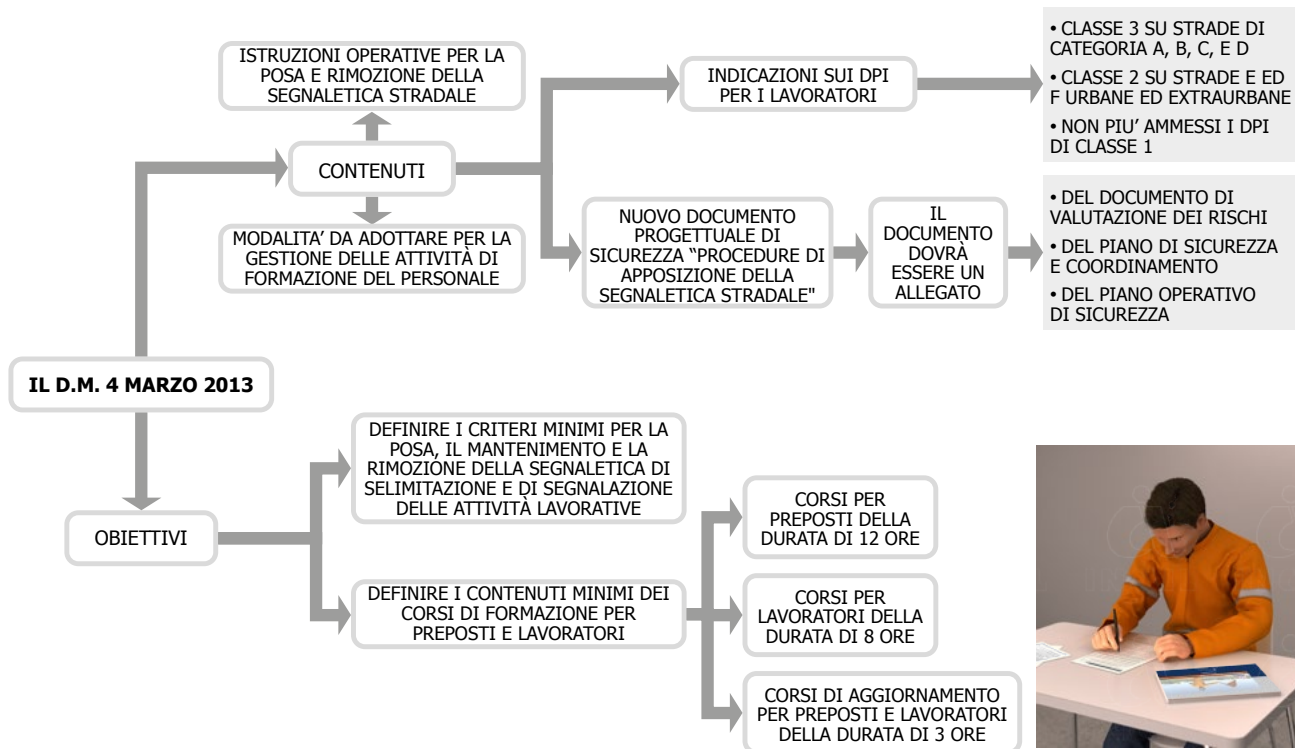 ISTRUZIONI OPERATIVE PER LA
POSA E RIMOZIONE DELLA
SEGNALETICA STRADALE
CONTENUTI
MODALITA’ DA ADOTTARE PER LA
GESTIONE DELLE ATTIVITÀ DI
FORMAZIONE DEL PERSONALE
INDICAZIONI SUI DPI
PER I LAVORATORI
• CLASSE 3 SU STRADE DI
CATEGORIA A, B, C, E D
• CLASSE 2 SU STRADE E ED
F URBANE ED EXTRAURBANE
• NON PIU’ AMMESSI I DPI
DI CLASSE 1
NUOVO DOCUMENTO
PROGETTUALE DI
SICUREZZA “PROCEDURE DI
APPOSIZIONE DELLA
SEGNALETICA STRADALE"
IL
DOCUMENTO
DOVRÀ
ESSERE UN
ALLEGATO
• DEL DOCUMENTO DI
VALUTAZIONE DEI RISCHI
• DEL PIANO DI SICUREZZA
E COORDINAMENTO
• DEL PIANO OPERATIVO
DI SICUREZZA
IL D.M. 4 MARZO 2013
OBIETTIVI
DEFINIRE I CRITERI MINIMI PER LA
POSA, IL MANTENIMENTO E LA
RIMOZIONE DELLA SEGNALETICA DI
SELIMITAZIONE E DI SEGNALAZIONE
DELLE ATTIVITÀ LAVORATIVE
DEFINIRE I CONTENUTI MINIMI DEI
CORSI DI FORMAZIONE PER
PREPOSTI E LAVORATORI
CORSI PER
PREPOSTI DELLA
DURATA DI 12 ORE
CORSI PER
LAVORATORI DELLA
DURATA DI 8 ORE
CORSI DI AGGIORNAMENTO
PER PREPOSTI E LAVORATORI
DELLA DURATA DI 3 ORE